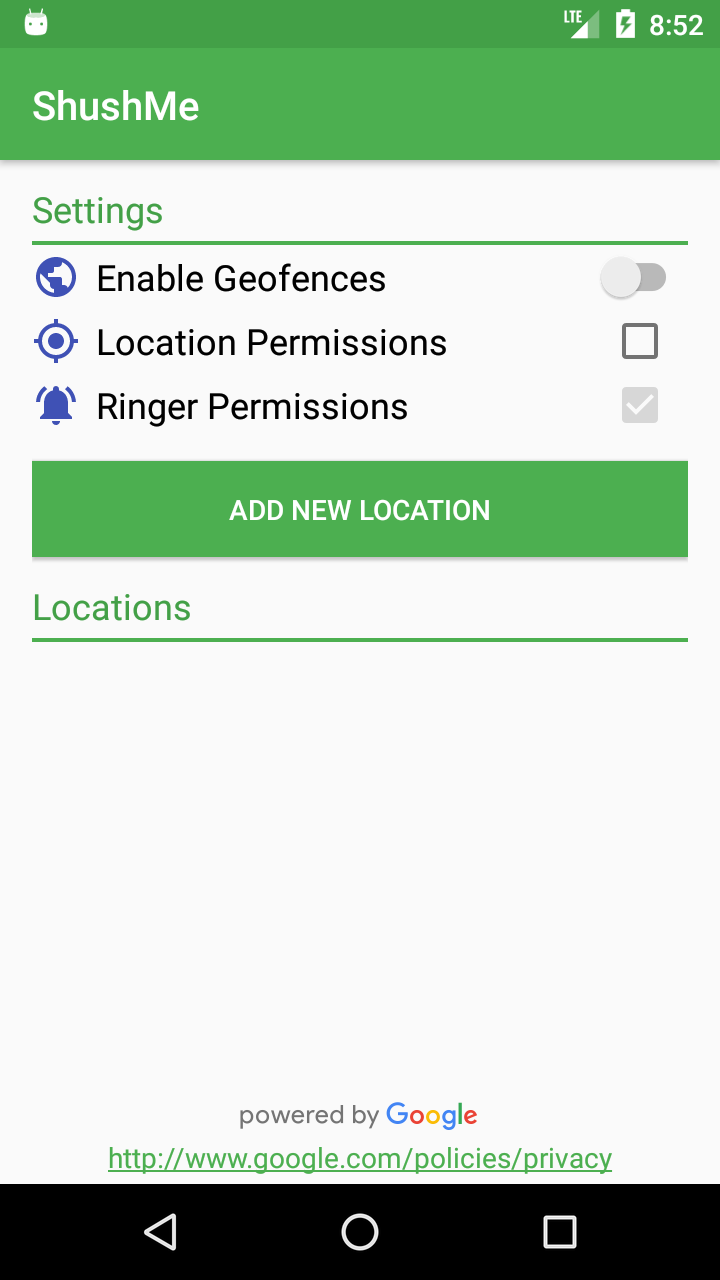 LTE 8:52
ShushMe
Settings
Enable Geofences
Location Permissions
Ringer Permissions
ADD NEW LOCATION
Locations
powered by Google
http://www.google.com/policies/privacy